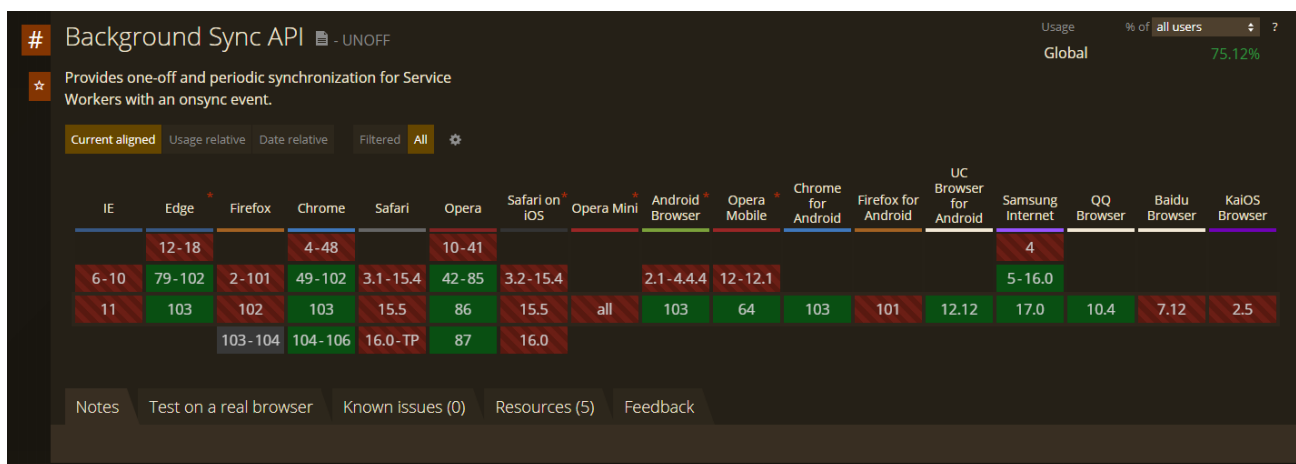 #
Background Sync API - UNOFF
Usage % of all users ?
Global 75.12%
Provides one-off and periodic synchronization for Service
Workers with an onsync event.
Current aligned Usage relative Date relative Filtered All
IE Edge * Firefox Chrome Safari Opera Safari on iOS * Opera Mini * Android Browser * Opera Mobile * Chrome for Android Firefox for Android UC Browser for Android Samsung Internet QQ Browser Baidu Browser KaiOS Browser
12-18 4-48 10-41 4
6-10 79-102 2-101 49-102 3.1-15.4 42-85 3.2-15.4 2.1-4.4.4 12-12.1 5-16.0
11 103 102 103 15.5 86 15.5 all 103 64 103 101 12.12 17.0 10.4 7.12 2.5
103-104 104-106 16.0-TP 87 16.0
Notes Test on a real browser Known issues (0) Resources (5) Feedback